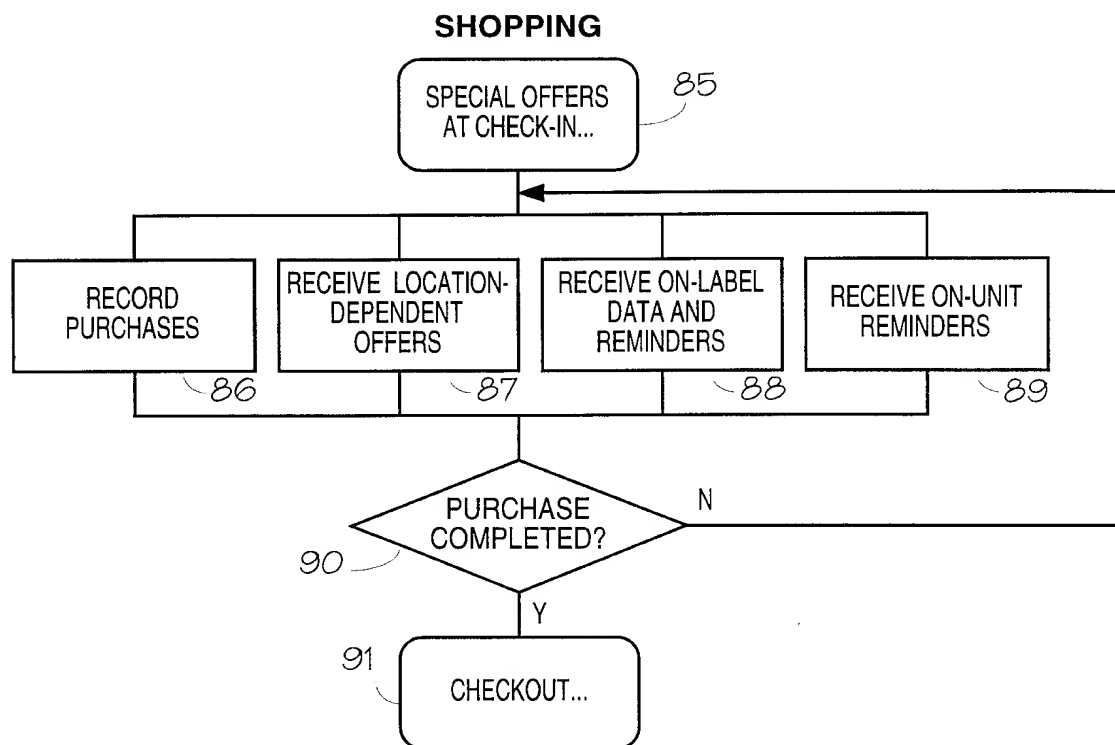 SHOPPING
SPECIAL OFFERS
AT CHECK-IN...
85
RECORD
PURCHASES
86
RECEIVE LOCATION-
DEPENDENT
OFFERS
87
RECEIVE ON-LABEL
DATA AND
REMINDERS
88
RECEIVE ON-UNIT
REMINDERS
89
PURCHASE
COMPLETED?
90
N
Y
91
CHECKOUT...